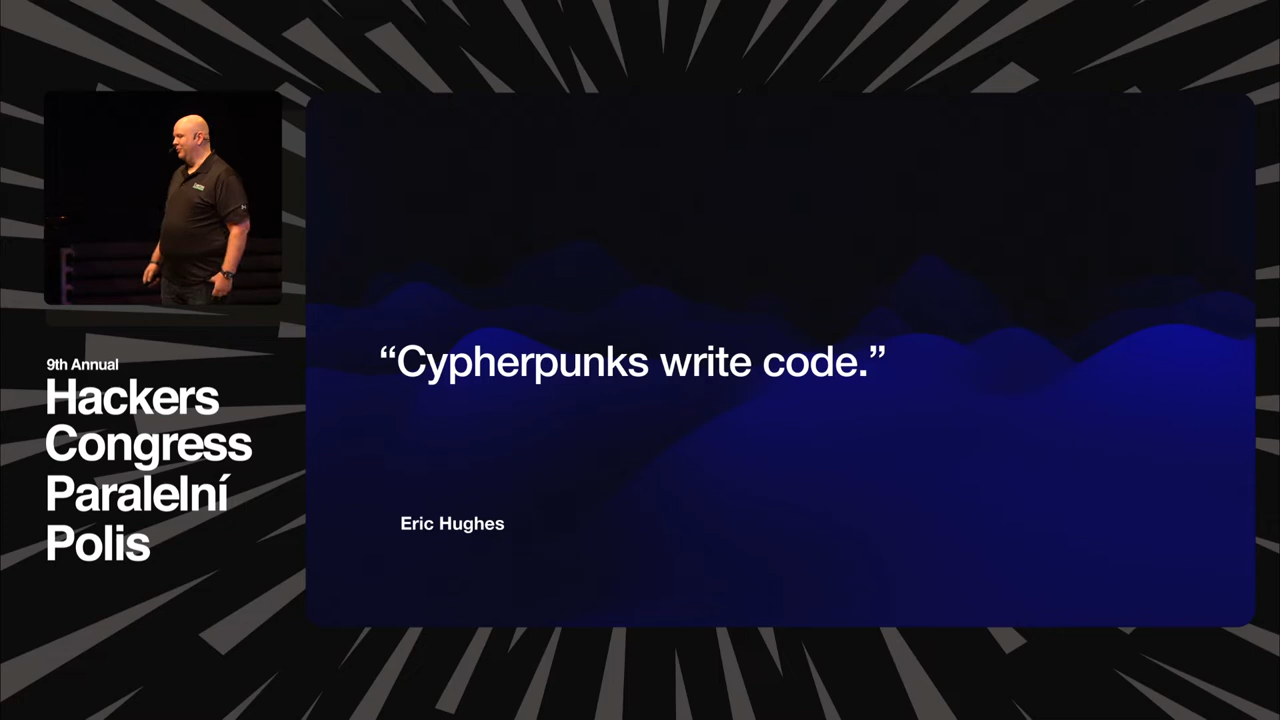 9th Annual
Hackers
Congress
Paralelní
Polis
“Cypherpunks write code.”
Eric Hughes